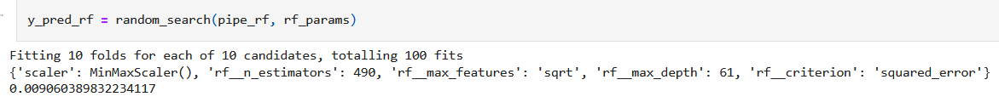 y_pred_rf = random_search(pipe_rf, rf_params)
Fitting 10 folds for each of 10 candidates, totalling 100 fits
{'scaler': MinMaxScaler(), 'rf__n_estimators': 490, 'rf__max_features': 'sqrt', 'rf__max_depth': 61, 'rf__criterion': 'squared_error'}
0.009060389832234117